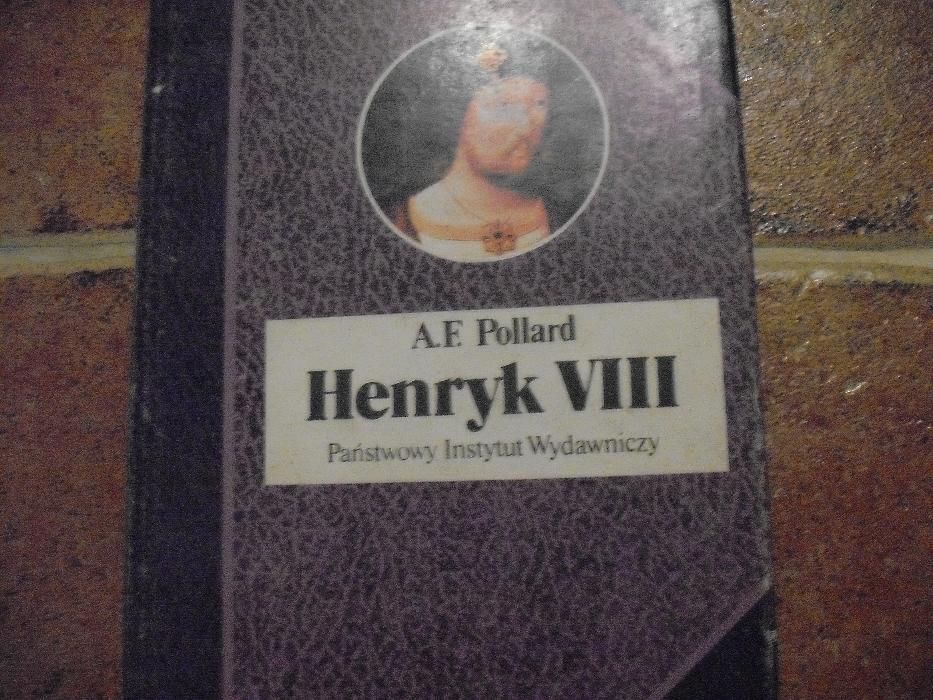 A.F. Pollard
Henryk VIII
Państwowy Instytut Wydawniczy